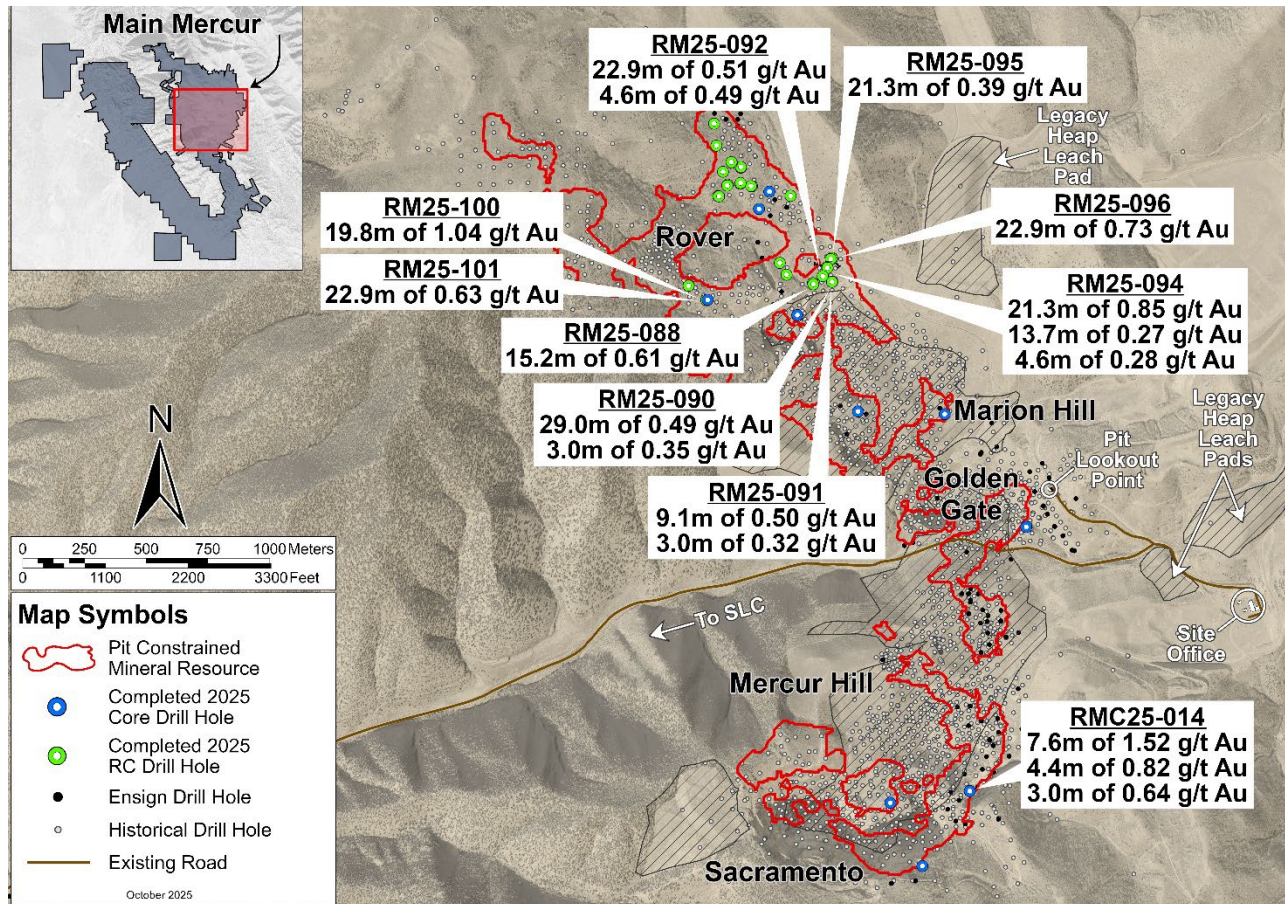 Main Mercur
RM25-092
22.9m of 0.51 g/t Au
4.6m of 0.49 g/t Au
RM25-095
21.3m of 0.39 g/t Au
Legacy
Heap
Leach
Pad
RM25-100
19.8m of 1.04 g/t Au
RM25-101
22.9m of 0.63 g/t Au
Rover
RM25-096
22.9m of 0.73 g/t Au
RM25-094
21.3m of 0.85 g/t Au
13.7m of 0.27 g/t Au
4.6m of 0.28 g/t Au
RM25-088
15.2m of 0.61 g/t Au
RM25-090
29.0m of 0.49 g/t Au
3.0m of 0.35 g/t Au
RM25-091
9.1m of 0.50 g/t Au
3.0m of 0.32 g/t Au
Marion Hill
Golden
Gate
Pit
Lookout
Point
Legacy
Heap
Leach
Pads
N
0 250 500 750 1000 Meters
0 1100 2200 3300 Feet
To SLC
Site
Office
Mercur Hill
RMC25-014
7.6m of 1.52 g/t Au
4.4m of 0.82 g/t Au
3.0m of 0.64 g/t Au
Sacramento
Map Symbols
Pit Constrained
Mineral Resource
Completed 2025
Core Drill Hole
Completed 2025
RC Drill Hole
Ensign Drill Hole
Historical Drill Hole
Existing Road
October 2025